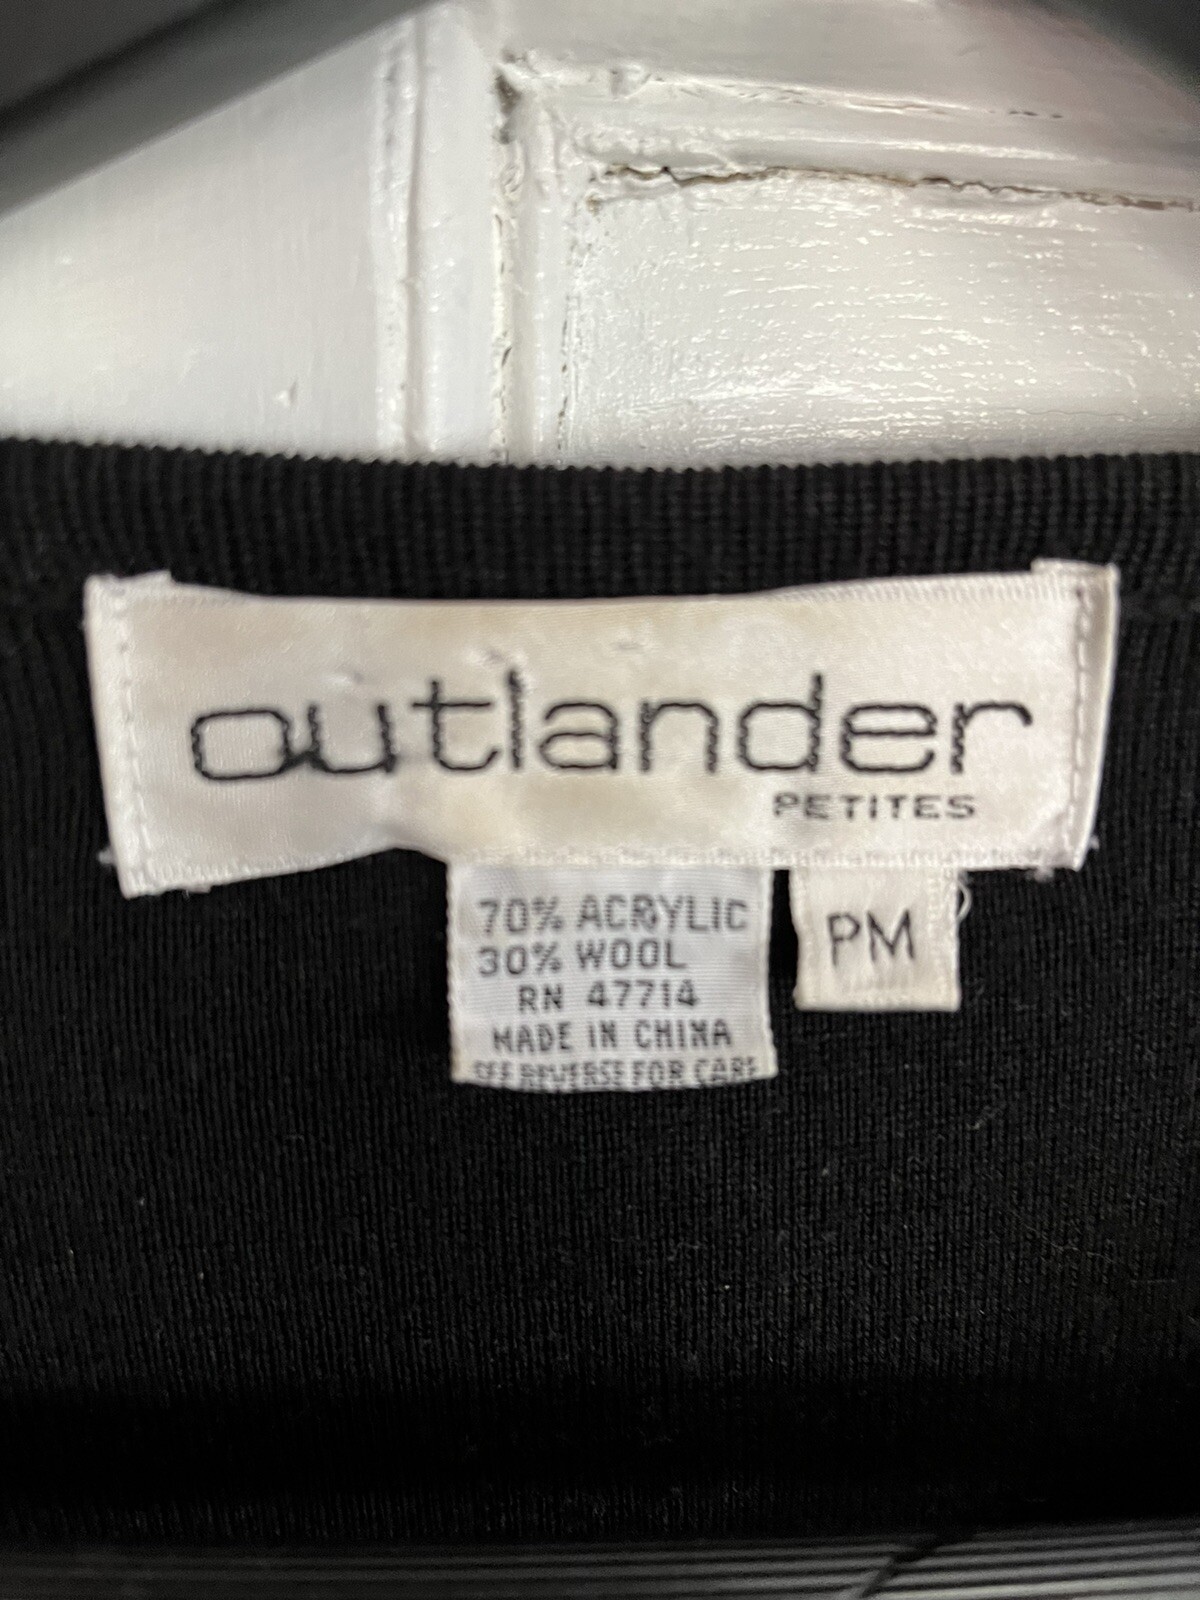 outlander
PETITES
70% ACRYLIC
30% WOOL
RN 47714
MADE IN CHINA
SEE REVERSE FOR CARE
PM